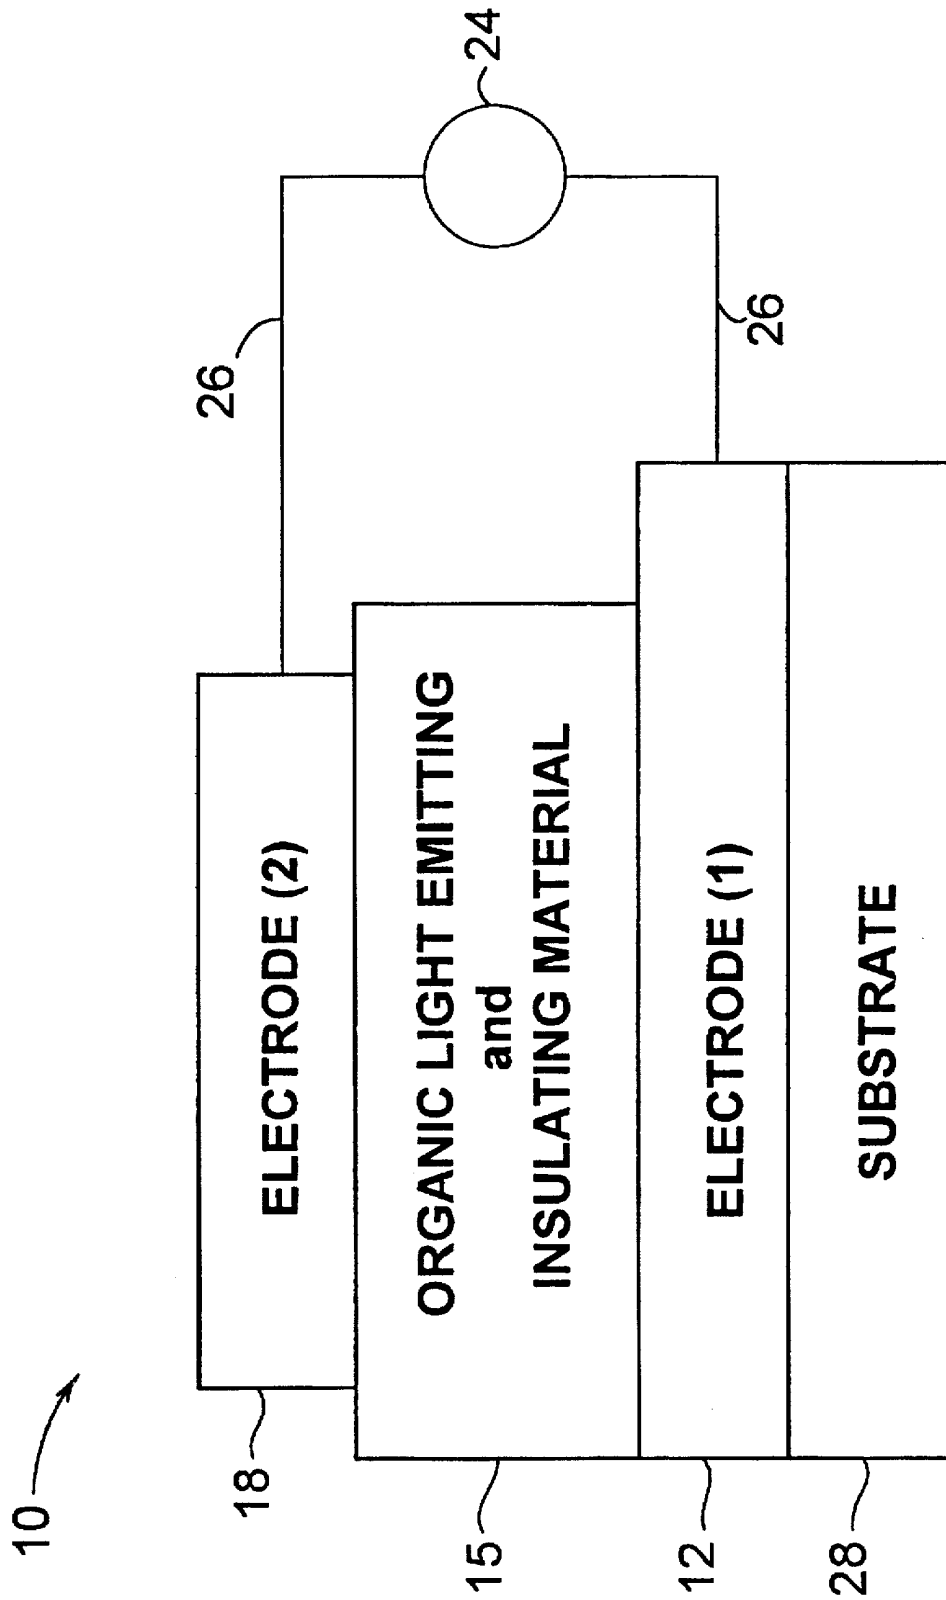 10
18
ELECTRODE (2)
26
24
15
ORGANIC LIGHT EMITTING
and
INSULATING MATERIAL
12
ELECTRODE (1)
26
28
SUBSTRATE